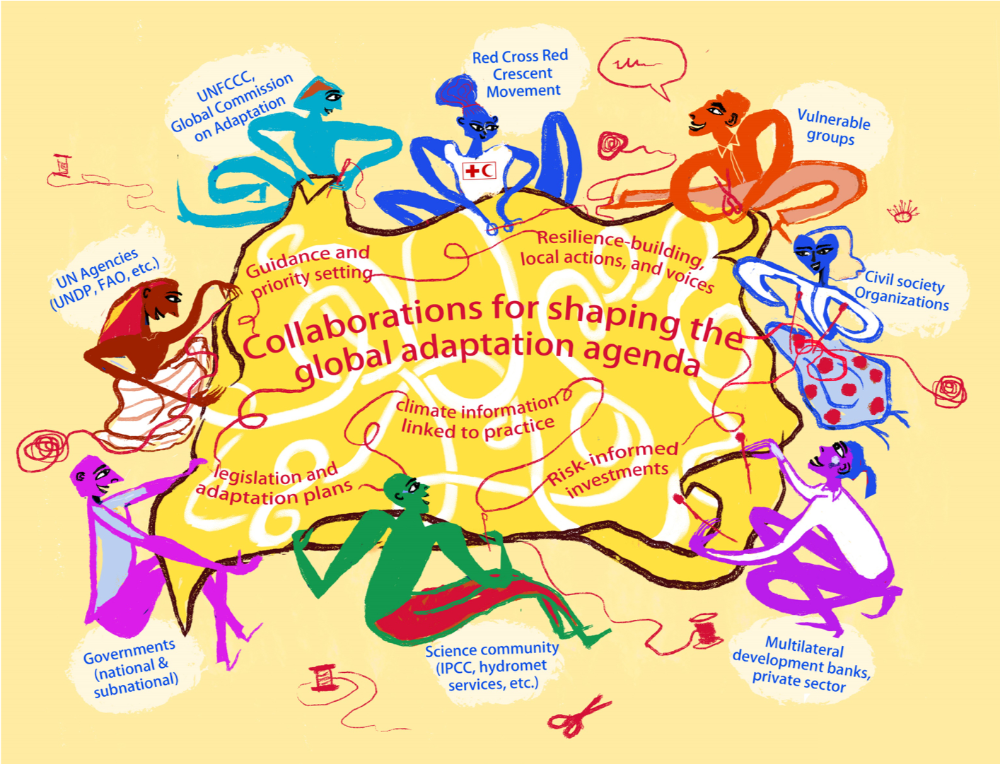 UNFCCC,
Global Commission
on Adaptation
Red Cross Red
Crescent
Movement
Vulnerable
groups
UN Agencies
(UNDP, FAO, etc.)
Civil society
Organizations
Guidance and
priority setting
Resilience-building,
local actions, and voices
Collaborations for shaping the
global adaptation agenda
climate information
linked to practice
legislation and
adaptation plans
Risk-informed
investments
Governments
(national &
subnational)
Science community
(IPCC, hydromet
services, etc.)
Multilateral
development banks,
private sector